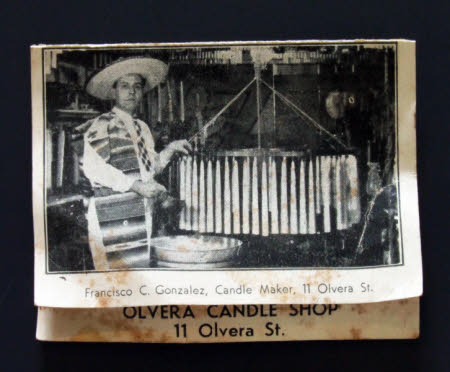 Francisco C. Gonzalez, Candle Maker, 11 Olvera St.
OLVERA CANDLE SHOP
11 Olvera St.